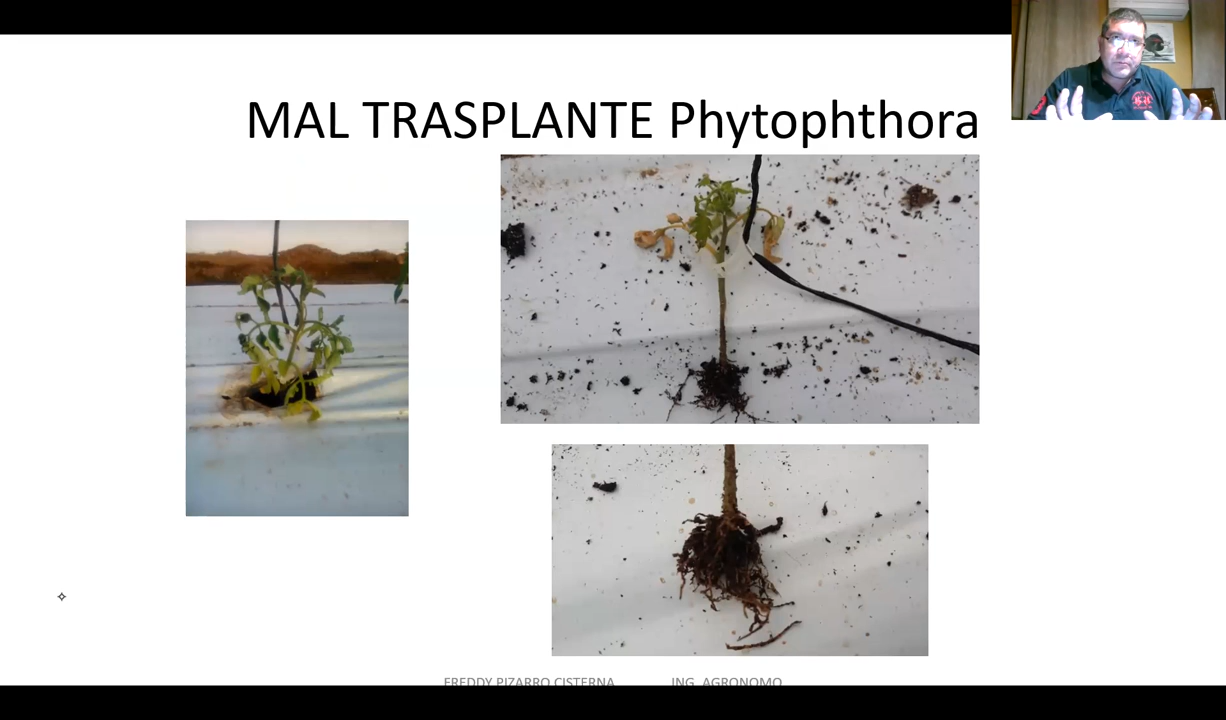 MAL TRASPLANTE Phytophthora
FREDDY PIZARRO CISTERNA ING. AGRONOMO